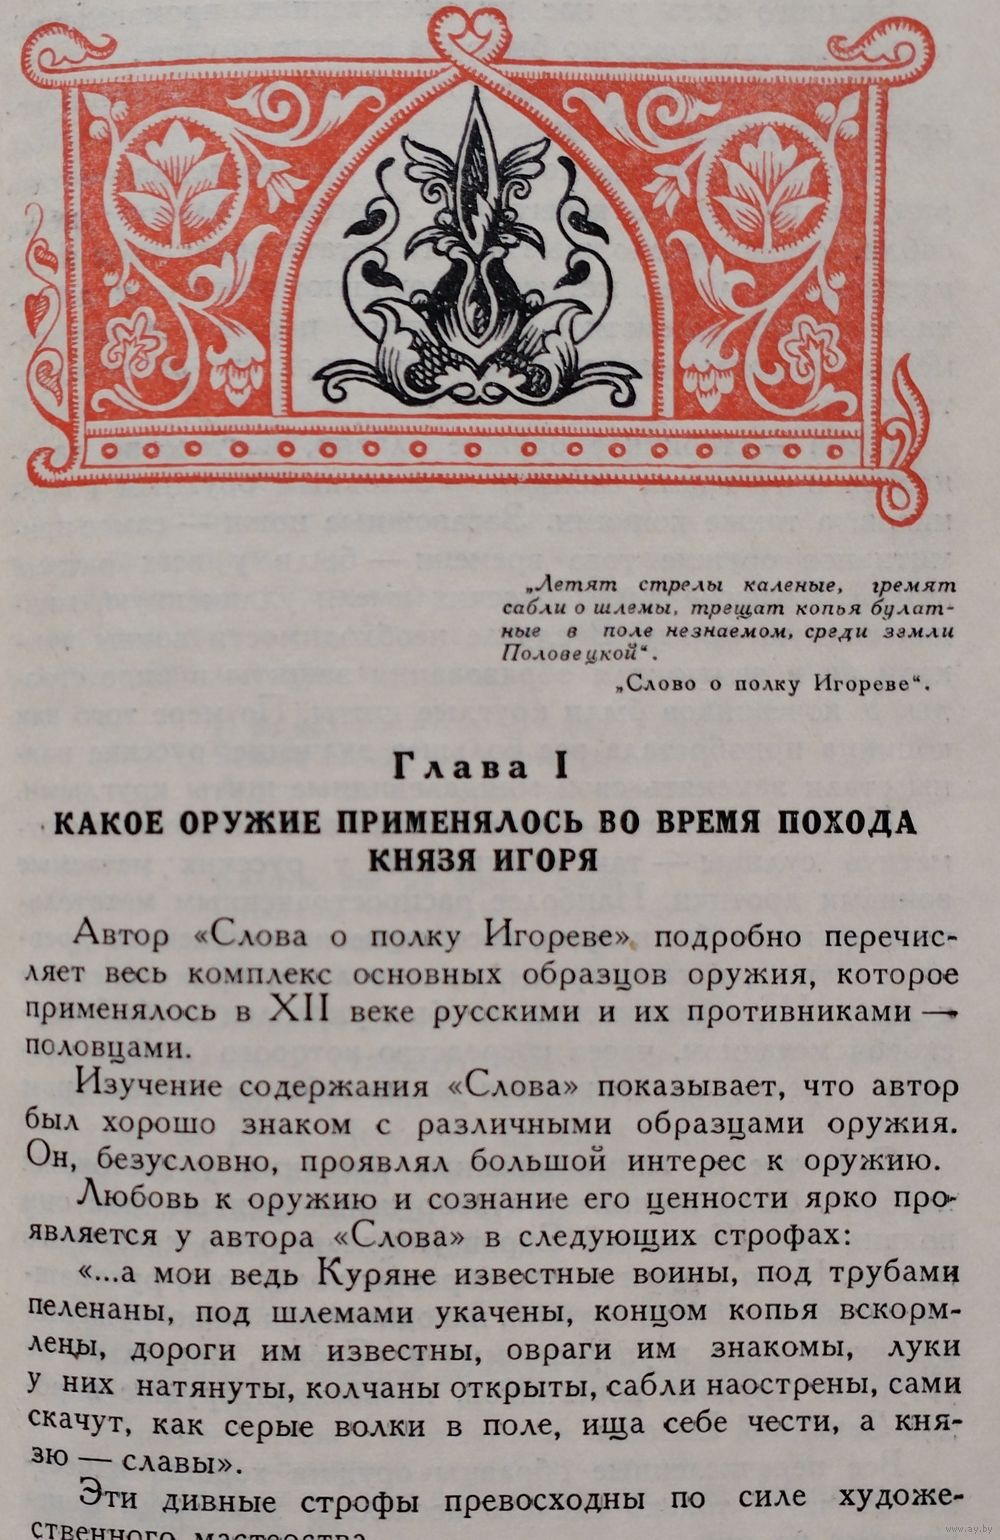 „Летят стрелы каленые, гремят
сабли о шлемы, трещат копья булат-
ные в поле незнаемом, среди земли
Половецкой“.
„Слово о полку Игореве“.
Глава I
КАКОЕ ОРУЖИЕ ПРИМЕНЯЛОСЬ ВО ВРЕМЯ ПОХОДА
КНЯЗЯ ИГОРЯ
Автор «Слова о полку Игореве» подробно перечис-
ляет весь комплекс основных образцов оружия, которое
применялось в XII веке русскими и их противниками —
половцами.
Изучение содержания «Слова» показывает, что автор
был хорошо знаком с различными образцами оружия.
Он, безусловно, проявлял большой интерес к оружию.
Любовь к оружию и сознание его ценности ярко про-
является у автора «Слова» в следующих строфах:
«...а мои ведь Куряне известные воины, под трубами
пеленаны, под шлемами укачены, концом копья вскорм-
лены, дороги им известны, овраги им знакомы, луки
у них натянуты, колчаны открыты, сабли наострены, сами
скачут, как серые волки в поле, ища себе чести, а кня-
зю — славы».
Эти дивные строфы превосходны по силе художе-
ственного мастерства
www.ay.by